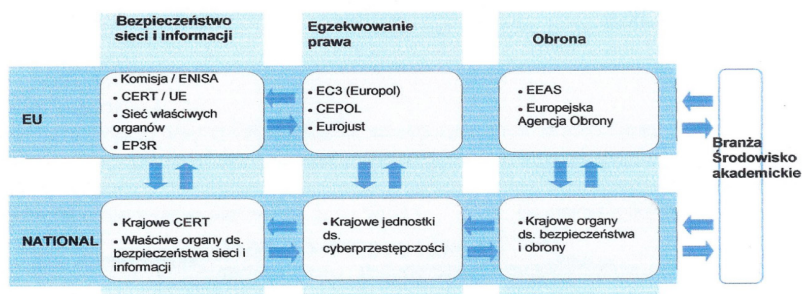 Bezpieczeństwo
sieci i informacji
Egzekwowanie
prawa
Obrona
EU
• Komisja / ENISA
• CERT / UE
• Sieć właściwych
organów
• EP3R
• EC3 (Europol)
• CEPOL
• Eurojust
• EEAS
• Europejska
Agencja Obrony
Branża
Środowisko
akademickie
NATIONAL
• Krajowe CERT
• Właściwe organy ds.
bezpieczeństwa sieci i
informacji
• Krajowe jednostki
ds.
cyberprzestępczości
• Krajowe organy
ds. bezpieczeństwa
i obrony